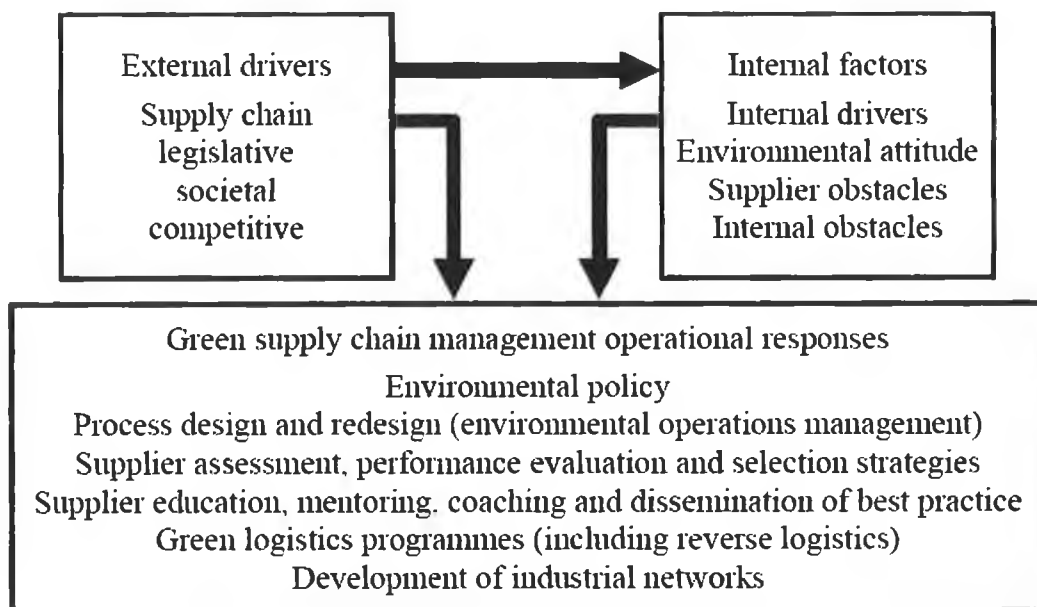 External drivers
Supply chain
legislative
societal
competitive
Internal factors
Internal drivers
Environmental attitude
Supplier obstacles
Internal obstacles
Green supply chain management operational responses
Environmental policy
Process design and redesign (environmental operations management)
Supplier assessment, performance evaluation and selection strategies
Supplier education, mentoring, coaching and dissemination of best practice
Green logistics programmes (including reverse logistics)
Development of industrial networks